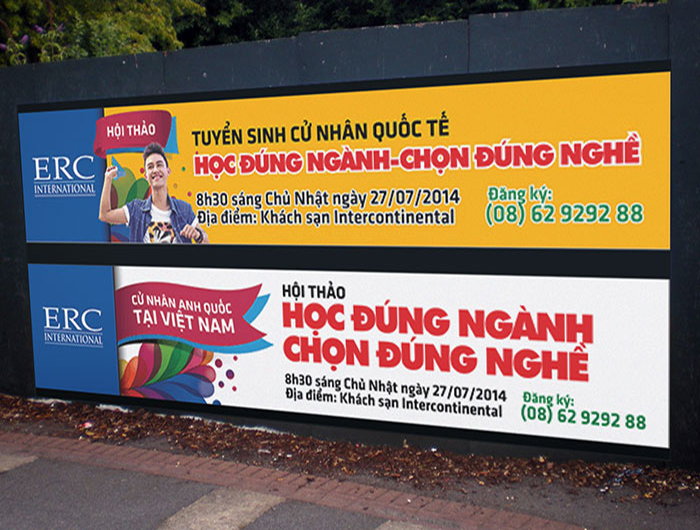 HỘI THẢO
TUYỂN SINH CỬ NHÂN QUỐC TẾ
HỌC ĐÚNG NGÀNH-CHỌN ĐÚNG NGHỀ
ERC
INTERNATIONAL
8h30 sáng Chủ Nhật ngày 27/07/2014
Địa điểm: Khách sạn Intercontinental
Đăng ký:
(08) 62 9292 88
ERC
INTERNATIONAL
CỬ NHÂN ANH QUỐC
TẠI VIỆT NAM
HỘI THẢO
HỌC ĐÚNG NGÀNH
CHỌN ĐÚNG NGHỀ
8h30 sáng Chủ Nhật ngày 27/07/2014
Địa điểm: Khách sạn Intercontinental
Đăng ký:
(08) 62 9292 88